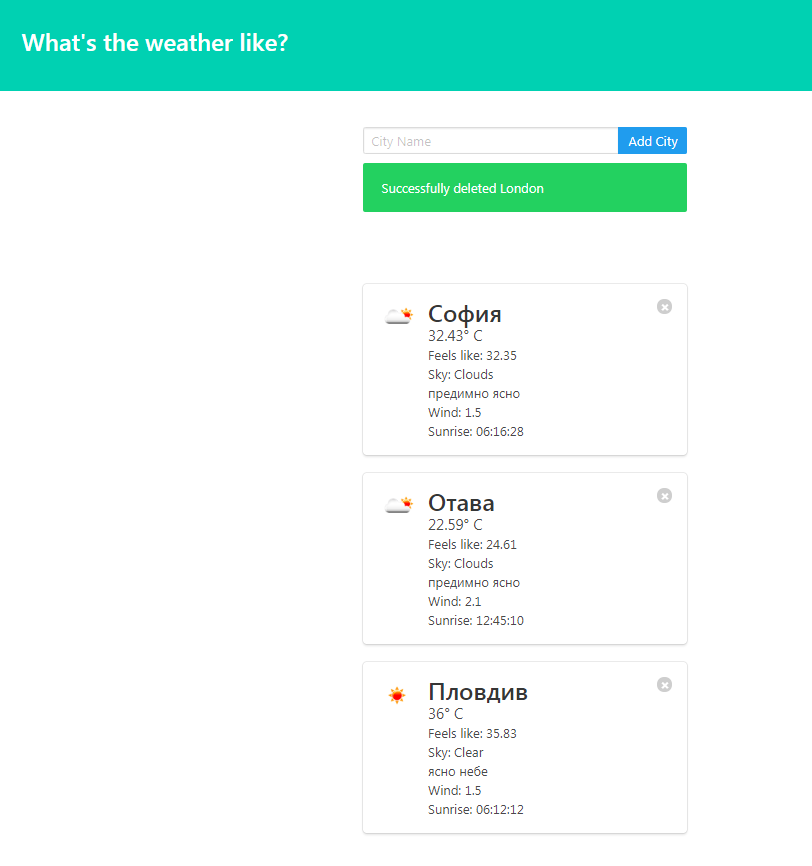 What's the weather like?
City Name
Add City
Successfully deleted London
София
32.43° C
Feels like: 32.35
Sky: Clouds
предимно ясно
Wind: 1.5
Sunrise: 06:16:28
Отава
22.59° C
Feels like: 24.61
Sky: Clouds
предимно ясно
Wind: 2.1
Sunrise: 12:45:10
Пловдив
36° C
Feels like: 35.83
Sky: Clear
ясно небе
Wind: 1.5
Sunrise: 06:12:12